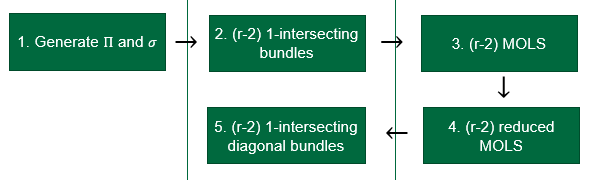 1. Generate Π and σ
2. (r-2) 1-intersecting
bundles
3. (r-2) MOLS
4. (r-2) reduced
MOLS
5. (r-2) 1-intersecting
diagonal bundles